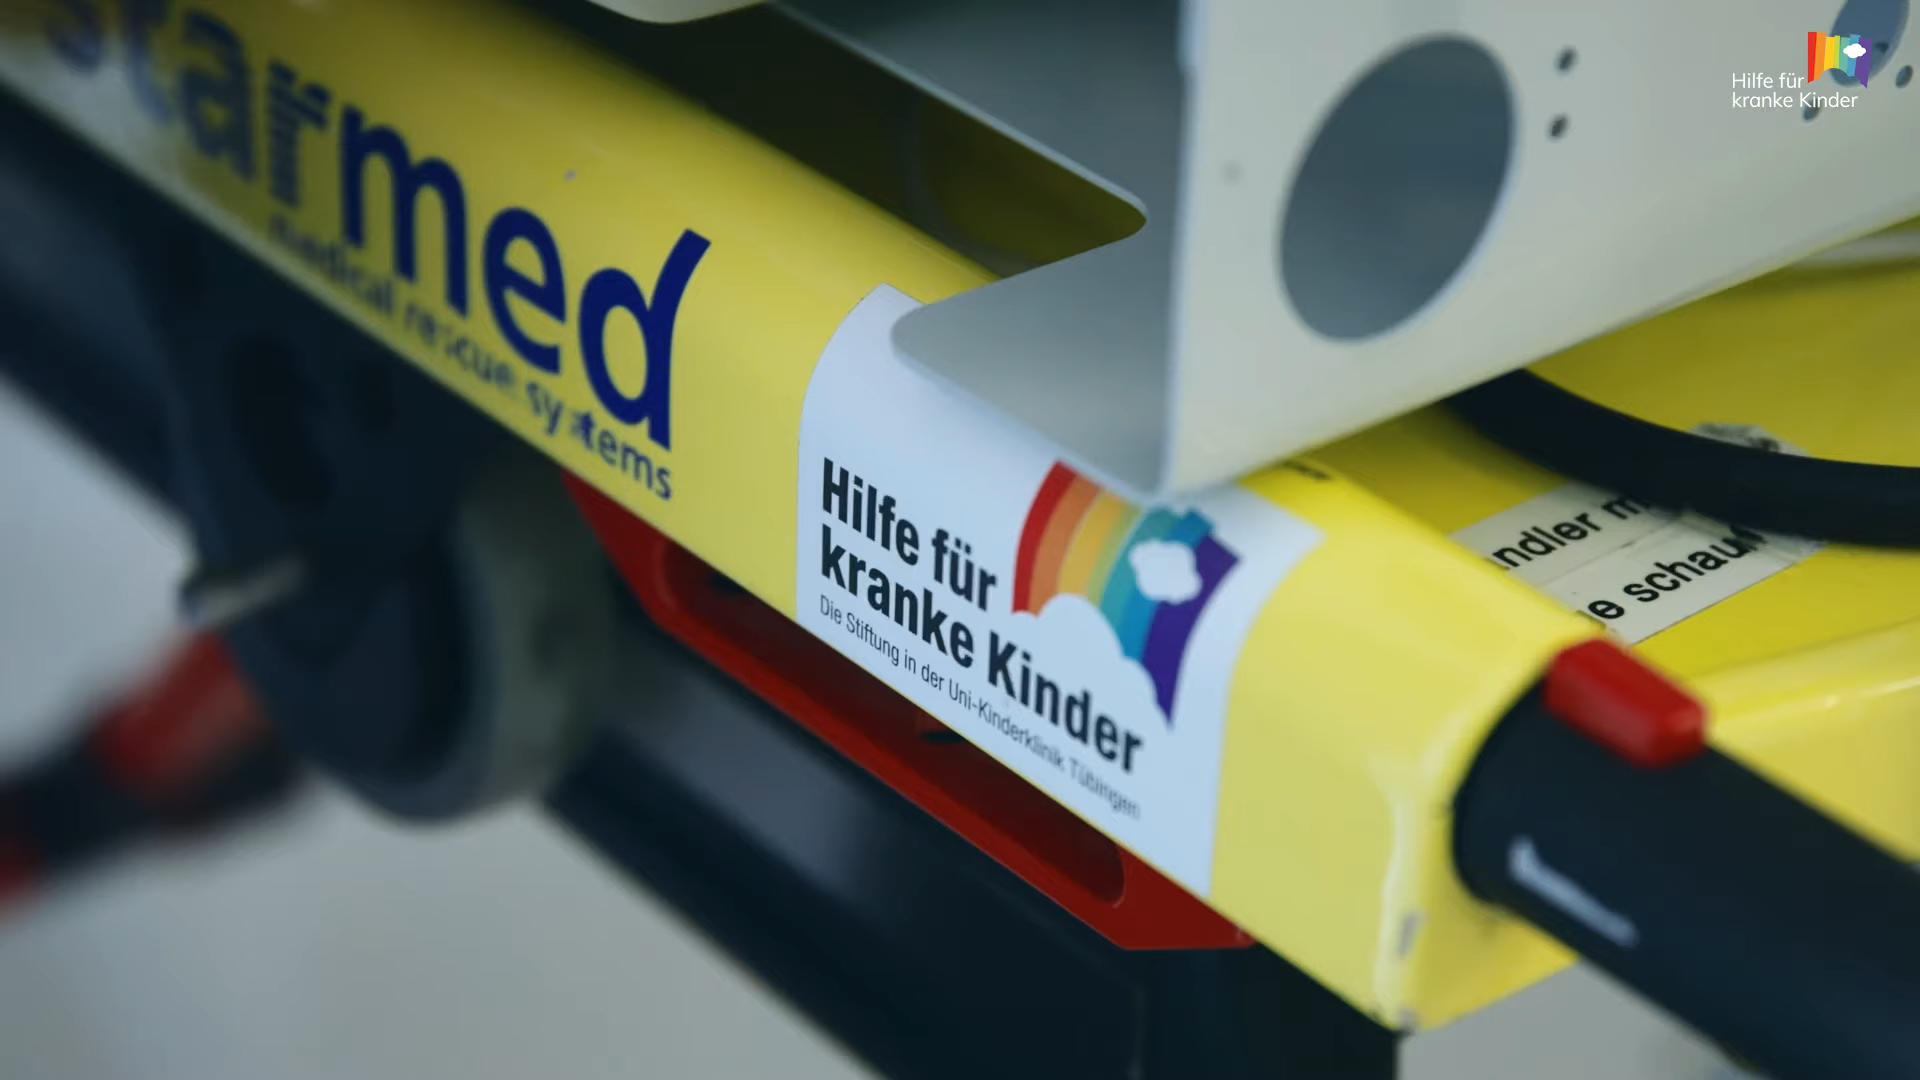 starmed
medical rescue systems
Hilfe für
kranke Kinder
Die Stiftung in der Uni-Kinderklinik Tübingen
schau
Hilfe für
kranke Kinder